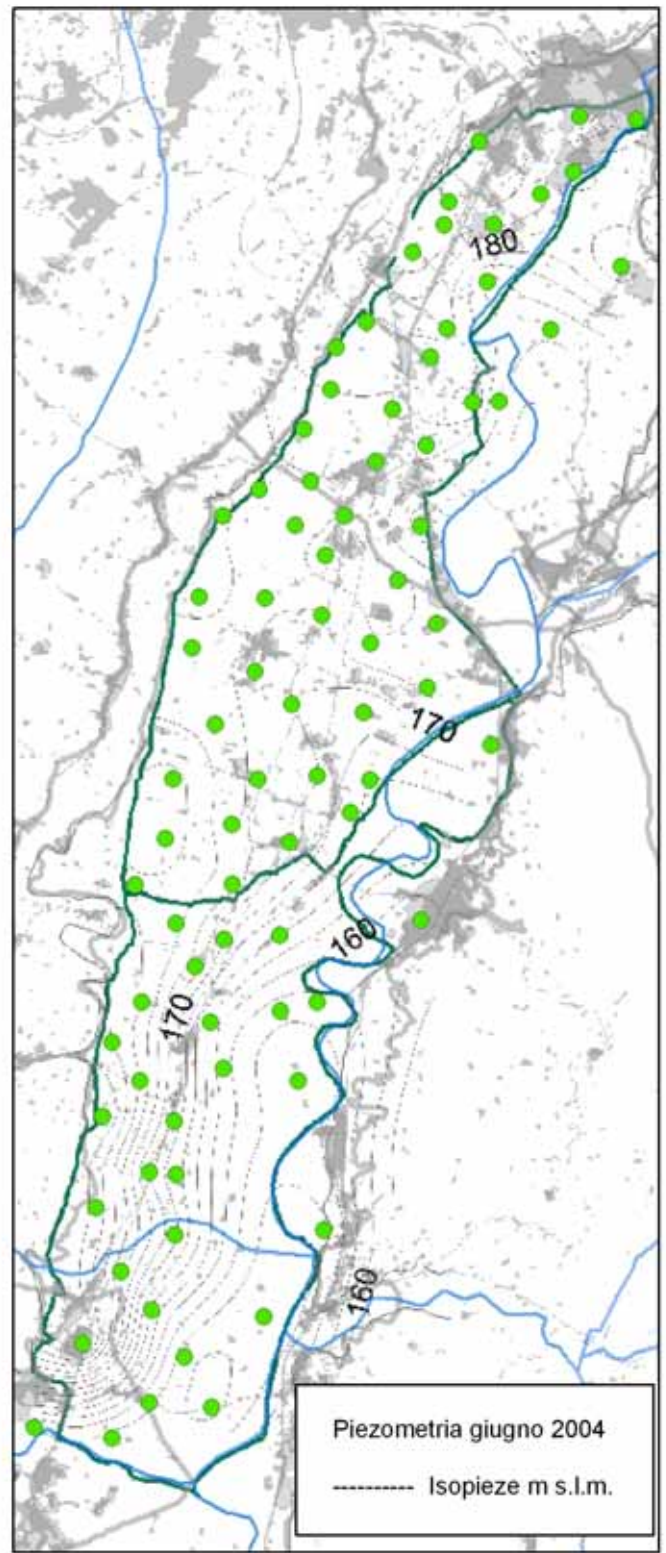 180
170
160
170
160
Piezometria giugno 2004
---------- Isopieze m s.l.m.